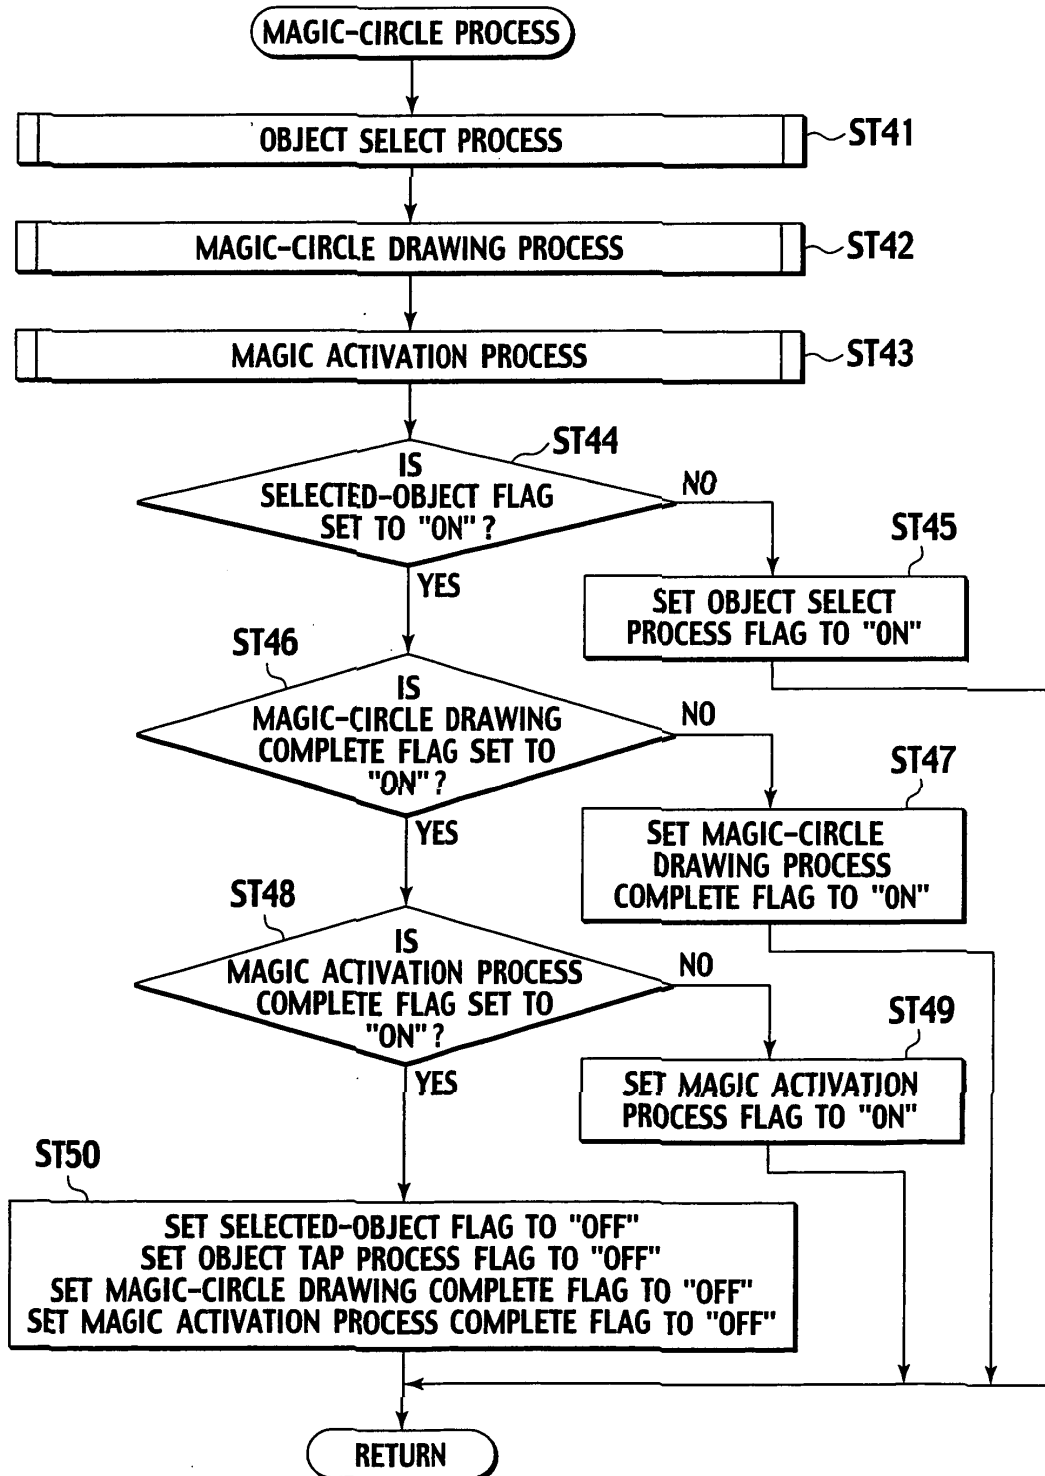 MAGIC-CIRCLE PROCESS
OBJECT SELECT PROCESS
ST41
MAGIC-CIRCLE DRAWING PROCESS
ST42
MAGIC ACTIVATION PROCESS
ST43
ST44
IS
SELECTED-OBJECT FLAG
SET TO "ON"?
NO
YES
ST45
SET OBJECT SELECT
PROCESS FLAG TO "ON"
ST46
IS
MAGIC-CIRCLE DRAWING
COMPLETE FLAG SET TO
"ON"?
NO
YES
ST47
SET MAGIC-CIRCLE
DRAWING PROCESS
COMPLETE FLAG TO "ON"
ST48
IS
MAGIC ACTIVATION PROCESS
COMPLETE FLAG SET TO
"ON"?
NO
YES
ST49
SET MAGIC ACTIVATION
PROCESS FLAG TO "ON"
ST50
SET SELECTED-OBJECT FLAG TO "OFF"
SET OBJECT TAP PROCESS FLAG TO "OFF"
SET MAGIC-CIRCLE DRAWING COMPLETE FLAG TO "OFF"
SET MAGIC ACTIVATION PROCESS COMPLETE FLAG TO "OFF"
RETURN